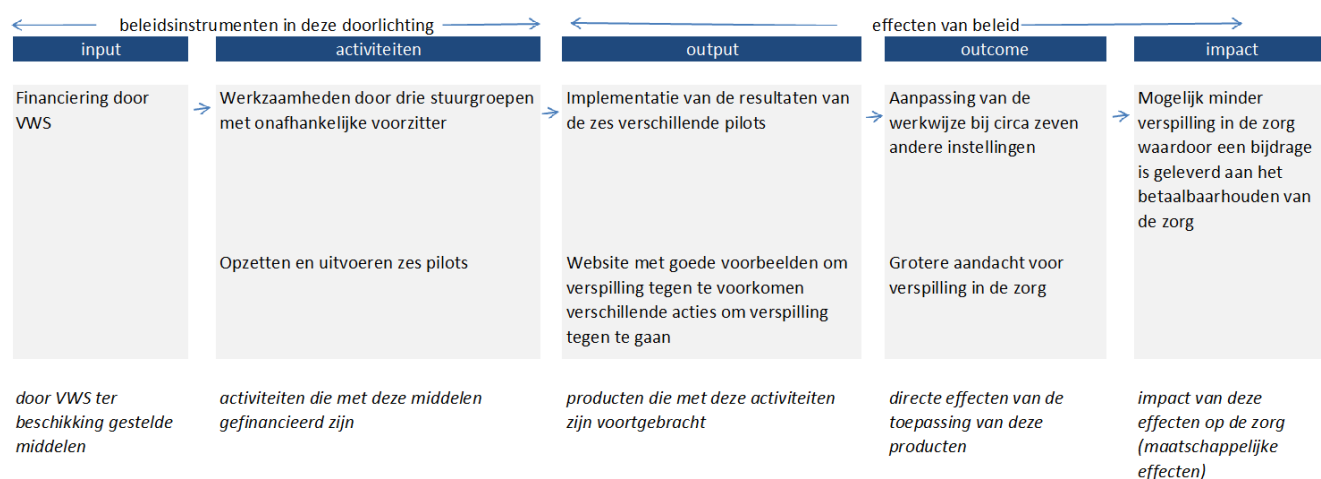 beleidsinstrumenten in deze doorlichting
effecten van beleid
input
activiteiten
output
outcome
impact
Financiering door
VWS
Werkzaamheden door drie stuurgroepen
met onafhankelijke voorzitter
Opzetten en uitvoeren zes pilots
Implementatie van de resultaten van
de zes verschillende pilots
Website met goede voorbeelden om
verspilling tegen te voorkomen
verschillende acties om verspilling
tegen te gaan
Aanpassing van de
werkwijze bij circa zeven
andere instellingen
Grotere aandacht voor
verspilling in de zorg
Mogelijk minder
verspilling in de zorg
waardoor een bijdrage
is geleverd aan het
betaalbaarhouden van
de zorg
door VWS ter
beschikking gestelde
middelen
activiteiten die met deze middelen
gefinancierd zijn
producten die met deze activiteiten
zijn voortgebracht
directe effecten van de
toepassing van deze
producten
impact van deze
effecten op de zorg
(maatschappelijke
effecten)